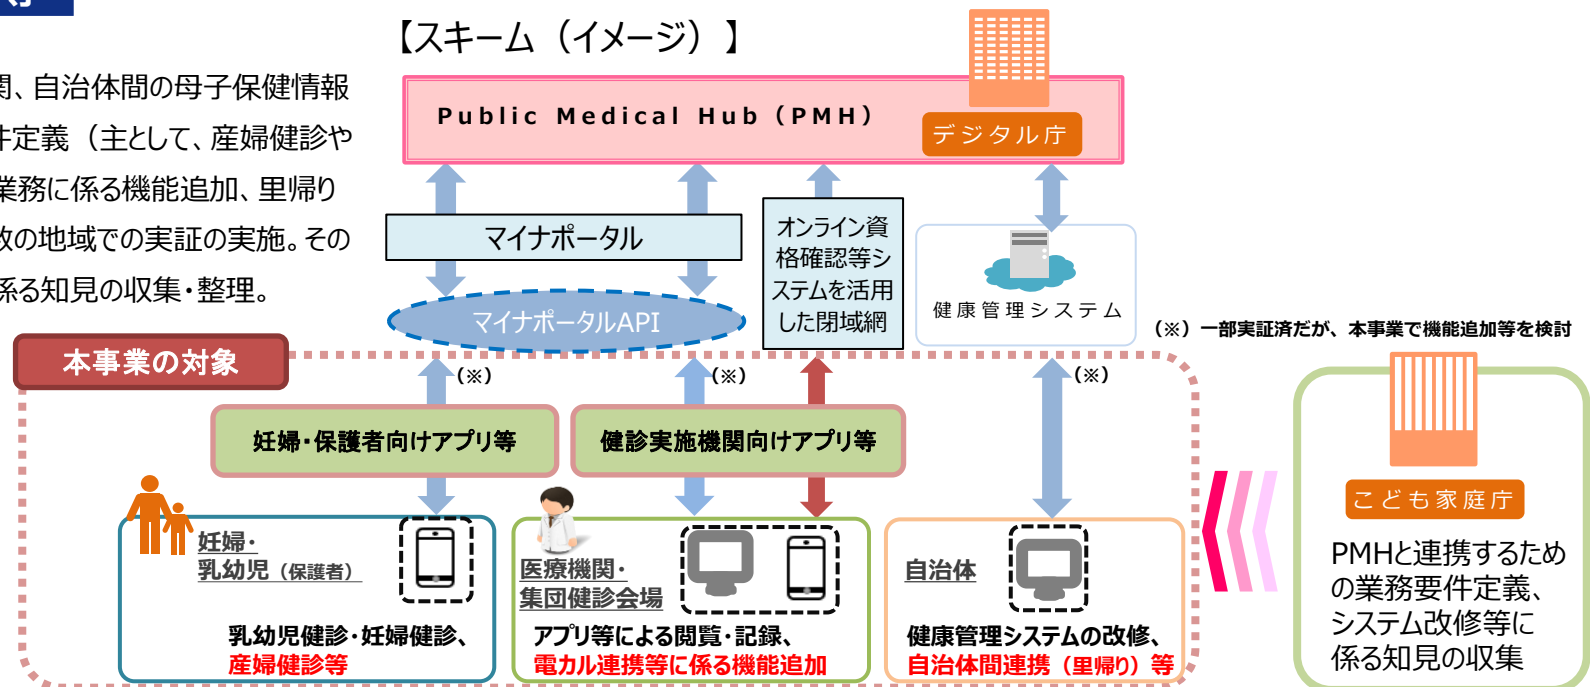 【スキーム（イメージ）】
関、自治体間の母子保健情報
件定義（主として、産婦健診や
業務に係る機能追加、里帰り
数の地域での実証の実施。その
係る知見の収集・整理。
Public Medical Hub（PMH）
デジタル庁
マイナポータル
オンライン資
格確認等シ
ステムを活用
した閉域網
健康管理システム
マイナポータルAPI
（※）一部実証済だが、本事業で機能追加等を検討
本事業の対象
（※）
（※）
（※）
妊婦・保護者向けアプリ等
健診実施機関向けアプリ等
妊婦・
乳幼児（保護者）
乳幼児健診・妊婦健診、
産婦健診等
医療機関・
集団健診会場
アプリ等による閲覧・記録、
電カル連携等に係る機能追加
自治体
健康管理システムの改修、
自治体間連携（里帰り）等
こども家庭庁
PMHと連携するため
の業務要件定義、
システム改修等に
係る知見の収集